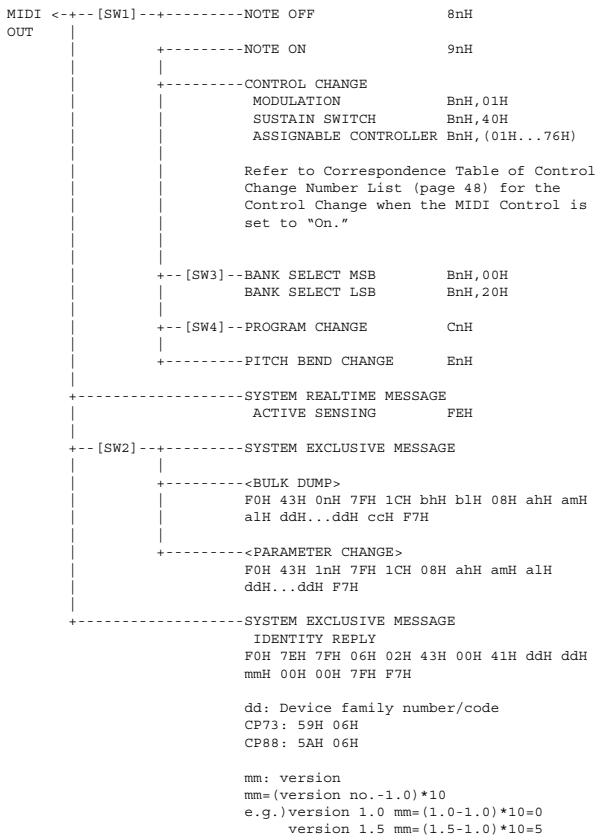 MIDI <-+--[SW1]--+---------NOTE OFF 8nH
OUT | |
| +---------NOTE ON 9nH
| |
| +---------CONTROL CHANGE
| | MODULATION BnH,01H
| | SUSTAIN SWITCH BnH,40H
| | ASSIGNABLE CONTROLLER BnH,(01H...76H)
| |
| | Refer to Correspondence Table of Control
| | Change Number List (page 48) for the
| | Control Change when the MIDI Control is
| | set to “On.”
| |
| |
| +--[SW3]--BANK SELECT MSB BnH,00H
| | BANK SELECT LSB BnH,20H
| |
| +--[SW4]--PROGRAM CHANGE CnH
| |
| +---------PITCH BEND CHANGE EnH
|
+-------------------SYSTEM REALTIME MESSAGE
| ACTIVE SENSING FEH
|
+--[SW2]--+---------SYSTEM EXCLUSIVE MESSAGE
| |
| +---------<BULK DUMP>
| | F0H 43H 0nH 7FH 1CH bhH blH 08H ahH amH
| | alH ddH...ddH ccH F7H
| |
| +---------<PARAMETER CHANGE>
| F0H 43H 1nH 7FH 1CH 08H ahH amH alH
| ddH...ddH F7H
|
+-------------------SYSTEM EXCLUSIVE MESSAGE
IDENTITY REPLY
F0H 7EH 7FH 06H 02H 43H 00H 41H ddH ddH
mmH 00H 00H 7FH F7H
dd: Device family number/code
CP73: 59H 06H
CP88: 5AH 06H
mm: version
mm=(version no.-1.0)*10
e.g.)version 1.0 mm=(1.0-1.0)*10=0
version 1.5 mm=(1.5-1.0)*10=5